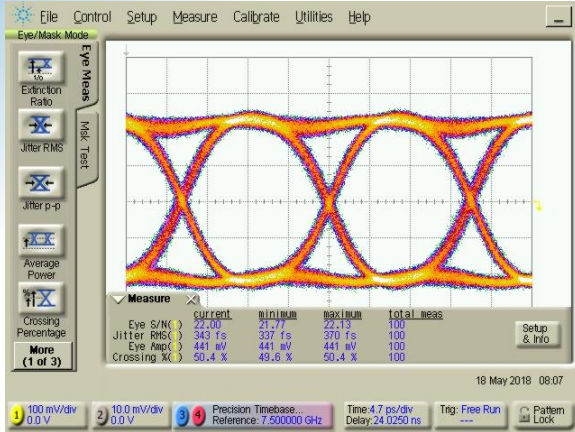 File Control Setup Measure Calibrate Utilities Help
Eye/Mask Mode
Eye Meas
Msk Test
Extinction
Ratio
Jitter RMS
Jitter p-p
Average
Power
Crossing
Percentage
More
(1 of 3)
Measure
current minimum maximum total meas
Eye S/N(1) 22.00 21.77 22.13 100
Jitter RMS(1) 343 fs 337 fs 370 fs 100
Eye Amp(1) 441 mV 441 mV 441 mV 100
Crossing %(1) 50.4 % 49.6 % 50.4 % 100
Setup
& Info
18 May 2018 08:07
1 100 mV/div
0.0 V
2 10.0 mV/div
0.0 V
3 4 Precision Timebase...
Reference: 7.500000 GHz
Time:4.7 ps/div
Delay:24.0250 ns
Trig: Free Run
---
Pattern
Lock